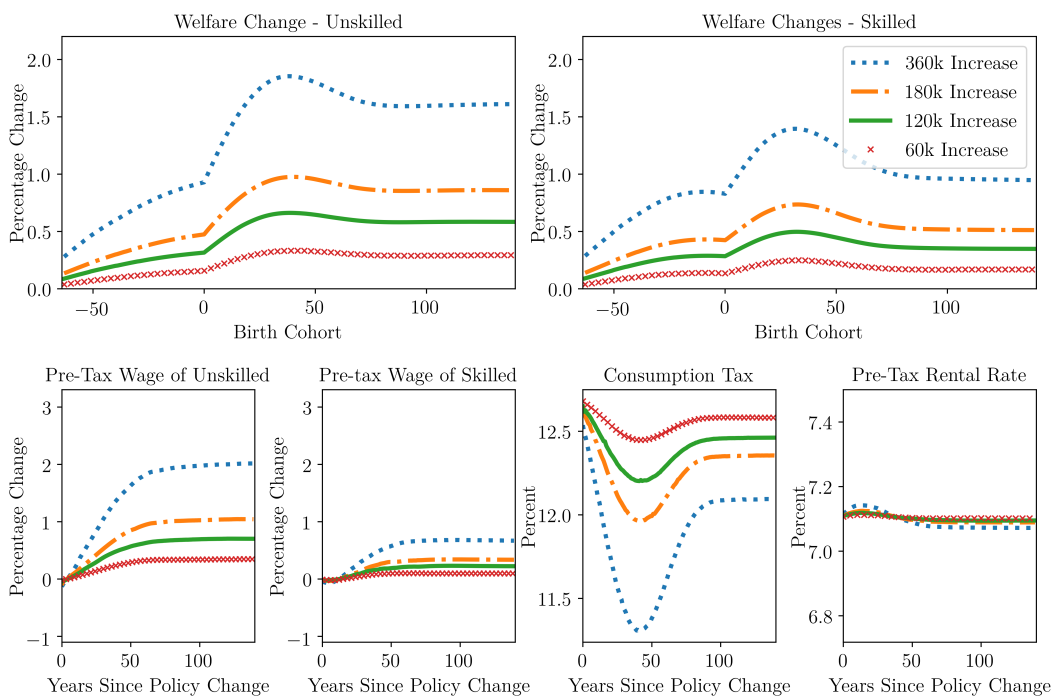 Welfare Change - Unskilled
Percentage Change
2.0
1.5
1.0
0.5
0.0
−50
0
50
100
Birth Cohort
Welfare Changes - Skilled
Percentage Change
2.0
1.5
1.0
0.5
0.0
360k Increase
180k Increase
120k Increase
60k Increase
−50
0
50
100
Birth Cohort
Pre-Tax Wage of Unskilled
Percentage Change
3
2
1
0
−1
0
50
100
Years Since Policy Change
Pre-tax Wage of Skilled
Percentage Change
3
2
1
0
−1
0
50
100
Years Since Policy Change
Consumption Tax
Percent
12.5
12.0
11.5
0
50
100
Years Since Policy Change
Pre-Tax Rental Rate
Percent
7.4
7.2
7.0
6.8
0
50
100
Years Since Policy Change